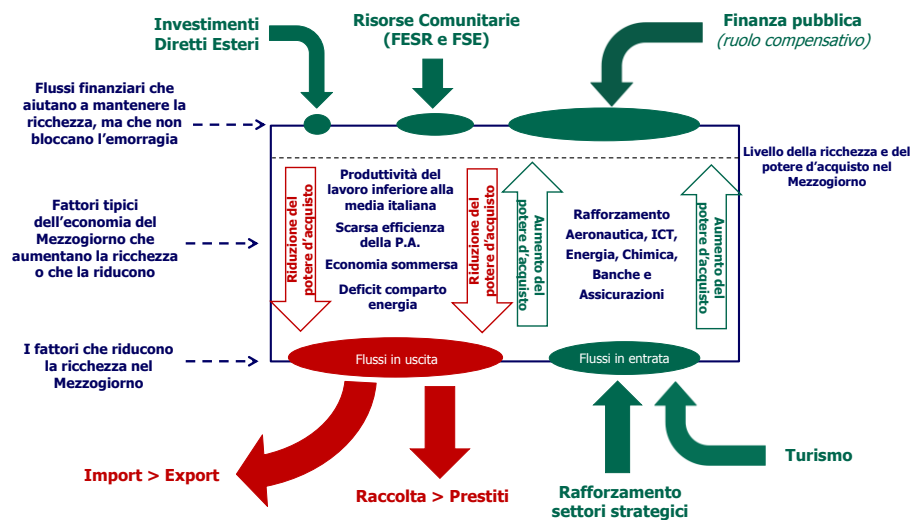 Investimenti
Diretti Esteri
Risorse Comunitarie
(FESR e FSE)
Finanza pubblica
(ruolo compensativo)
Flussi finanziari che
aiutano a mantenere la
ricchezza, ma che non
bloccano l'emorragia
Livello della ricchezza e del
potere d'acquisto nel
Mezzogiorno
Fattori tipici
dell'economia del
Mezzogiorno che
aumentano la ricchezza
o che la riducono
Riduzione del
potere d'acquisto
Produttività del
lavoro inferiore alla
media italiana
Scarsa efficienza
della P.A.
Economia sommersa
Deficit comparto
energia
Riduzione del
potere d'acquisto
Aumento del
potere d'acquisto
Rafforzamento
Aeronautica, ICT,
Energia, Chimica,
Banche e
Assicurazioni
Aumento del
potere d'acquisto
I fattori che riducono
la ricchezza nel
Mezzogiorno
Flussi in uscita
Flussi in entrata
Import > Export
Raccolta > Prestiti
Rafforzamento
settori strategici
Turismo